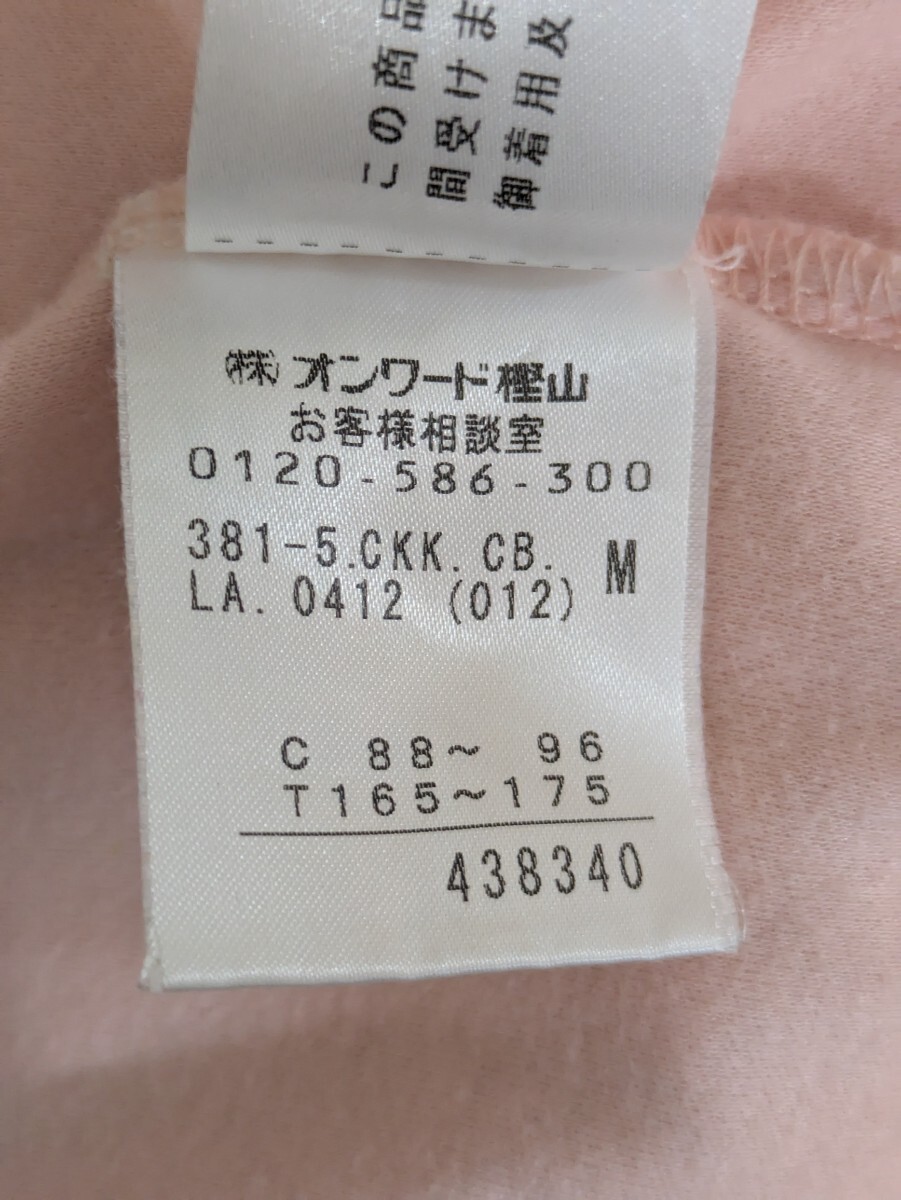 この商品
間受けま
御着用及
(株)オンワード樫山
お客様相談室
0120-586-300
381-5.CKK.CB. M
LA. 0412 (012)
C 88～ 96
T165～175
438340